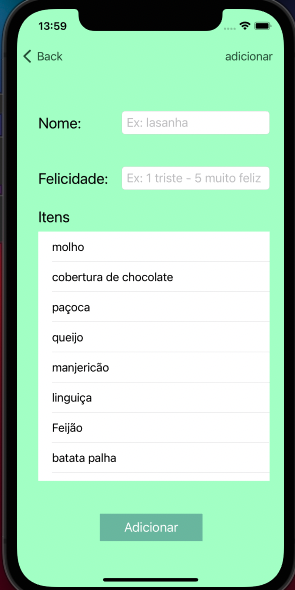 13:59
Back adicionar
Nome: Ex: lasanha
Felicidade: Ex: 1 triste - 5 muito feliz
Itens
molho
cobertura de chocolate
paçoca
queijo
manjericão
linguiça
Feijão
batata palha
Adicionar